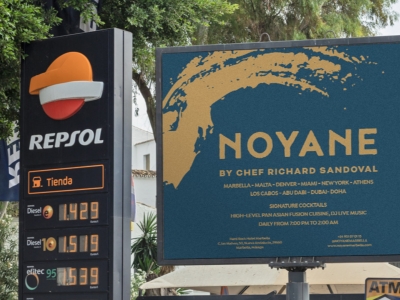 REPSOL
Tienda
Diesel
1.429
Diesel
1.519
efitec 95
1.539
NOYANE
BY CHEF RICHARD SANDOVAL
MARBELLA - MALTA - DENVER - MIAMI - NEW YORK - ATHENS
LOS CABOS - ABU DABI - DUBAI - DOHA
SIGNATURE COCKTAILS
HIGH-LEVEL PAN ASIAN FUSION CUISINE, DJ LIVE MUSIC
DAILY FROM 7:00 PM TO 2:00 AM
ATM